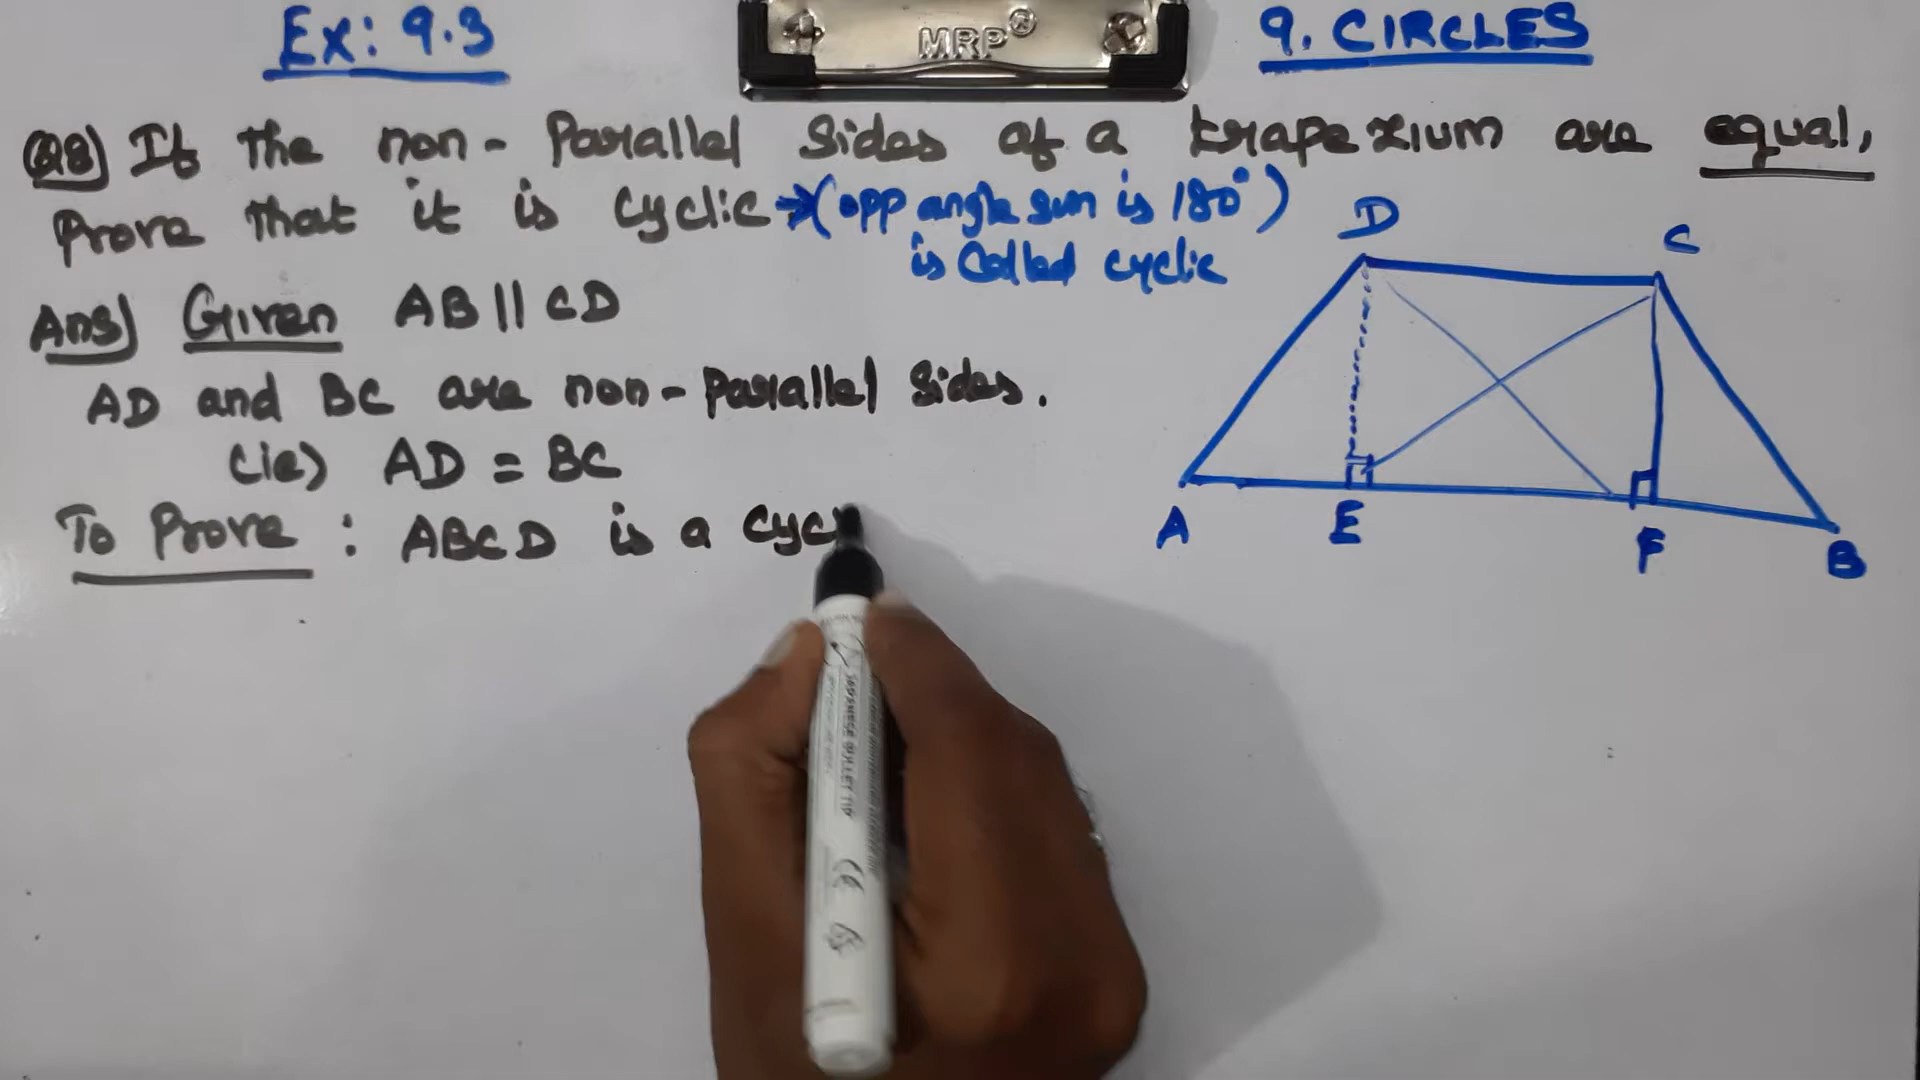 Ex: 9.3
MRP®
9. CIRCLES
Q8) If the non-Parallel Sides of a trapezium are equal,
Prove that it is cyclic → (opp angle sum is 180°)
is Called cyclic
Ans) Given AB || CD
AD and BC are non-Parallel Sides.
(ie) AD = BC
To Prove : ABCD is a cyc
D
C
A
E
F
B
CE